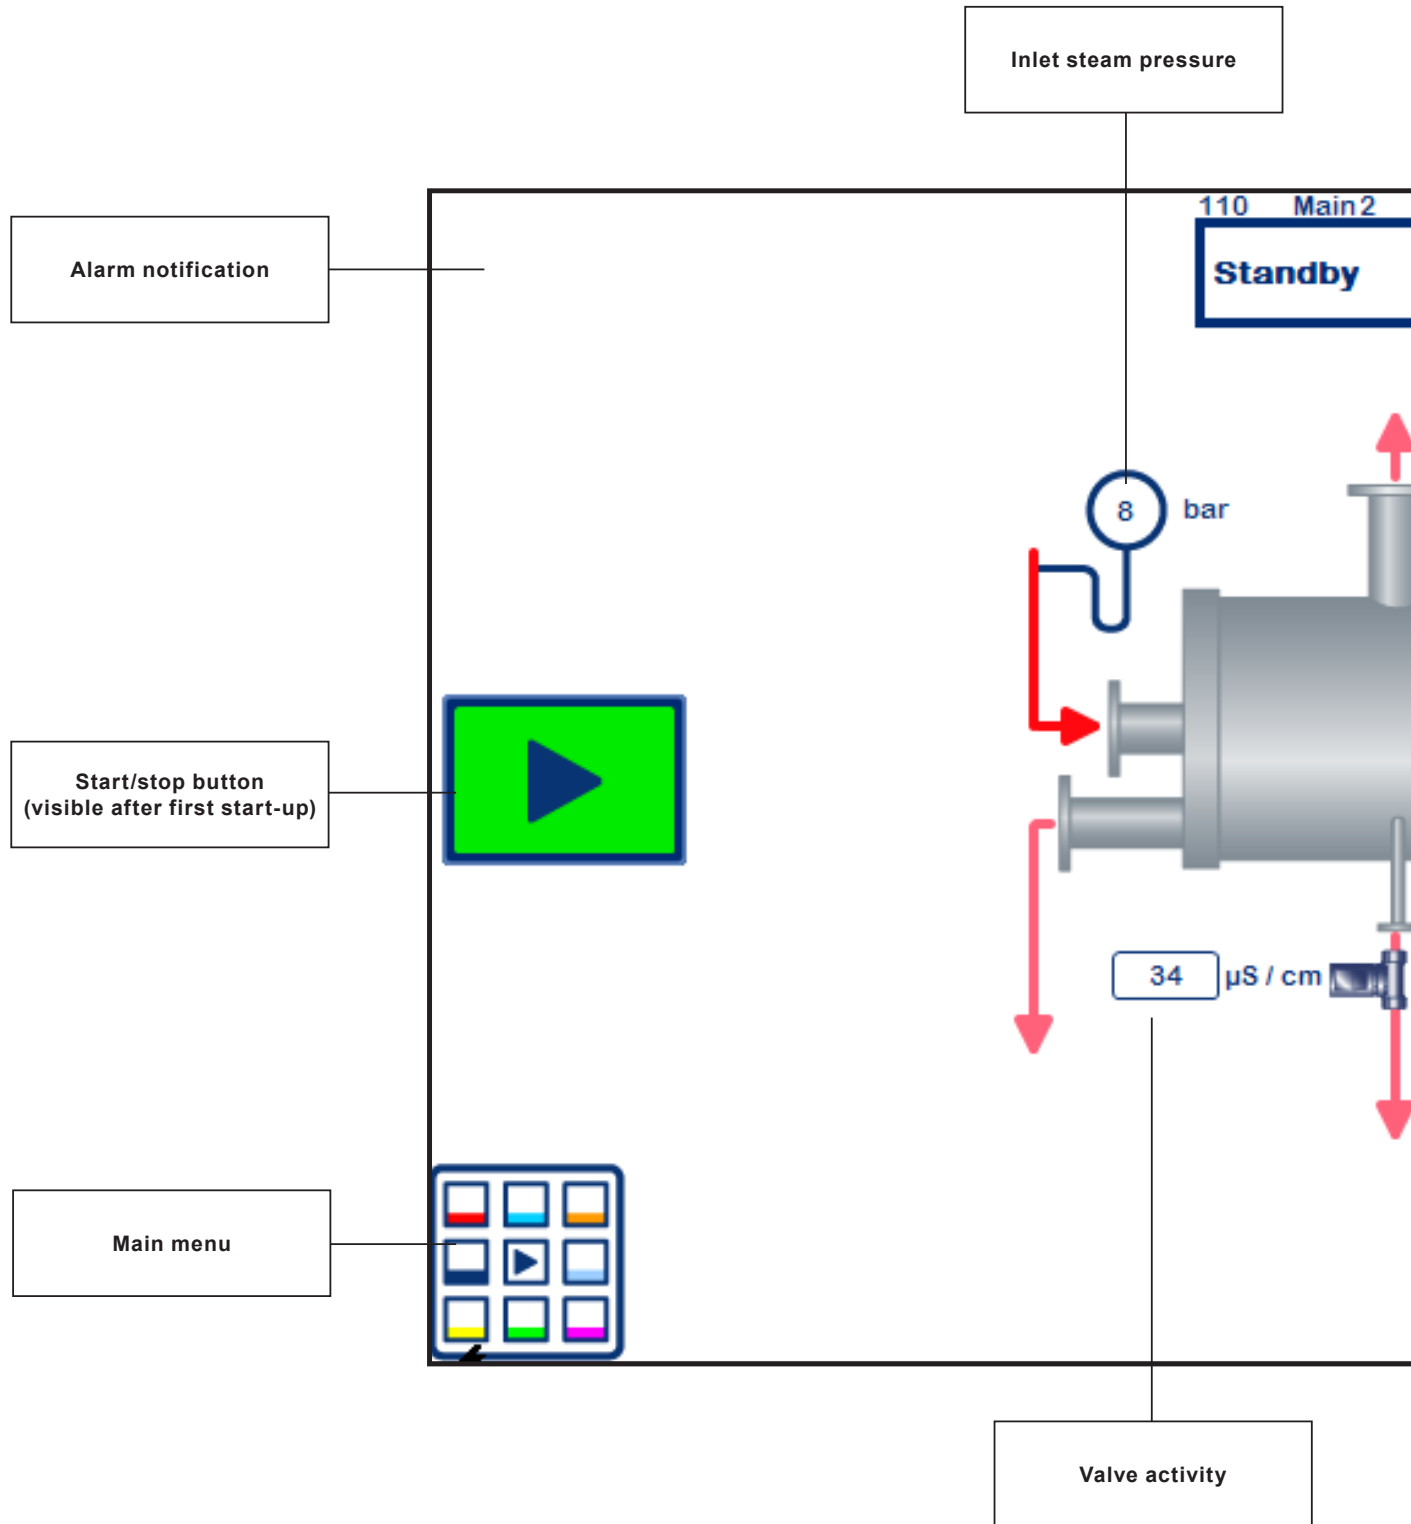 Inlet steam pressure
110 Main 2
Alarm notification
Standby
8 bar
Start/stop button
(visible after first start-up)
34 µS / cm
Main menu
Valve activity